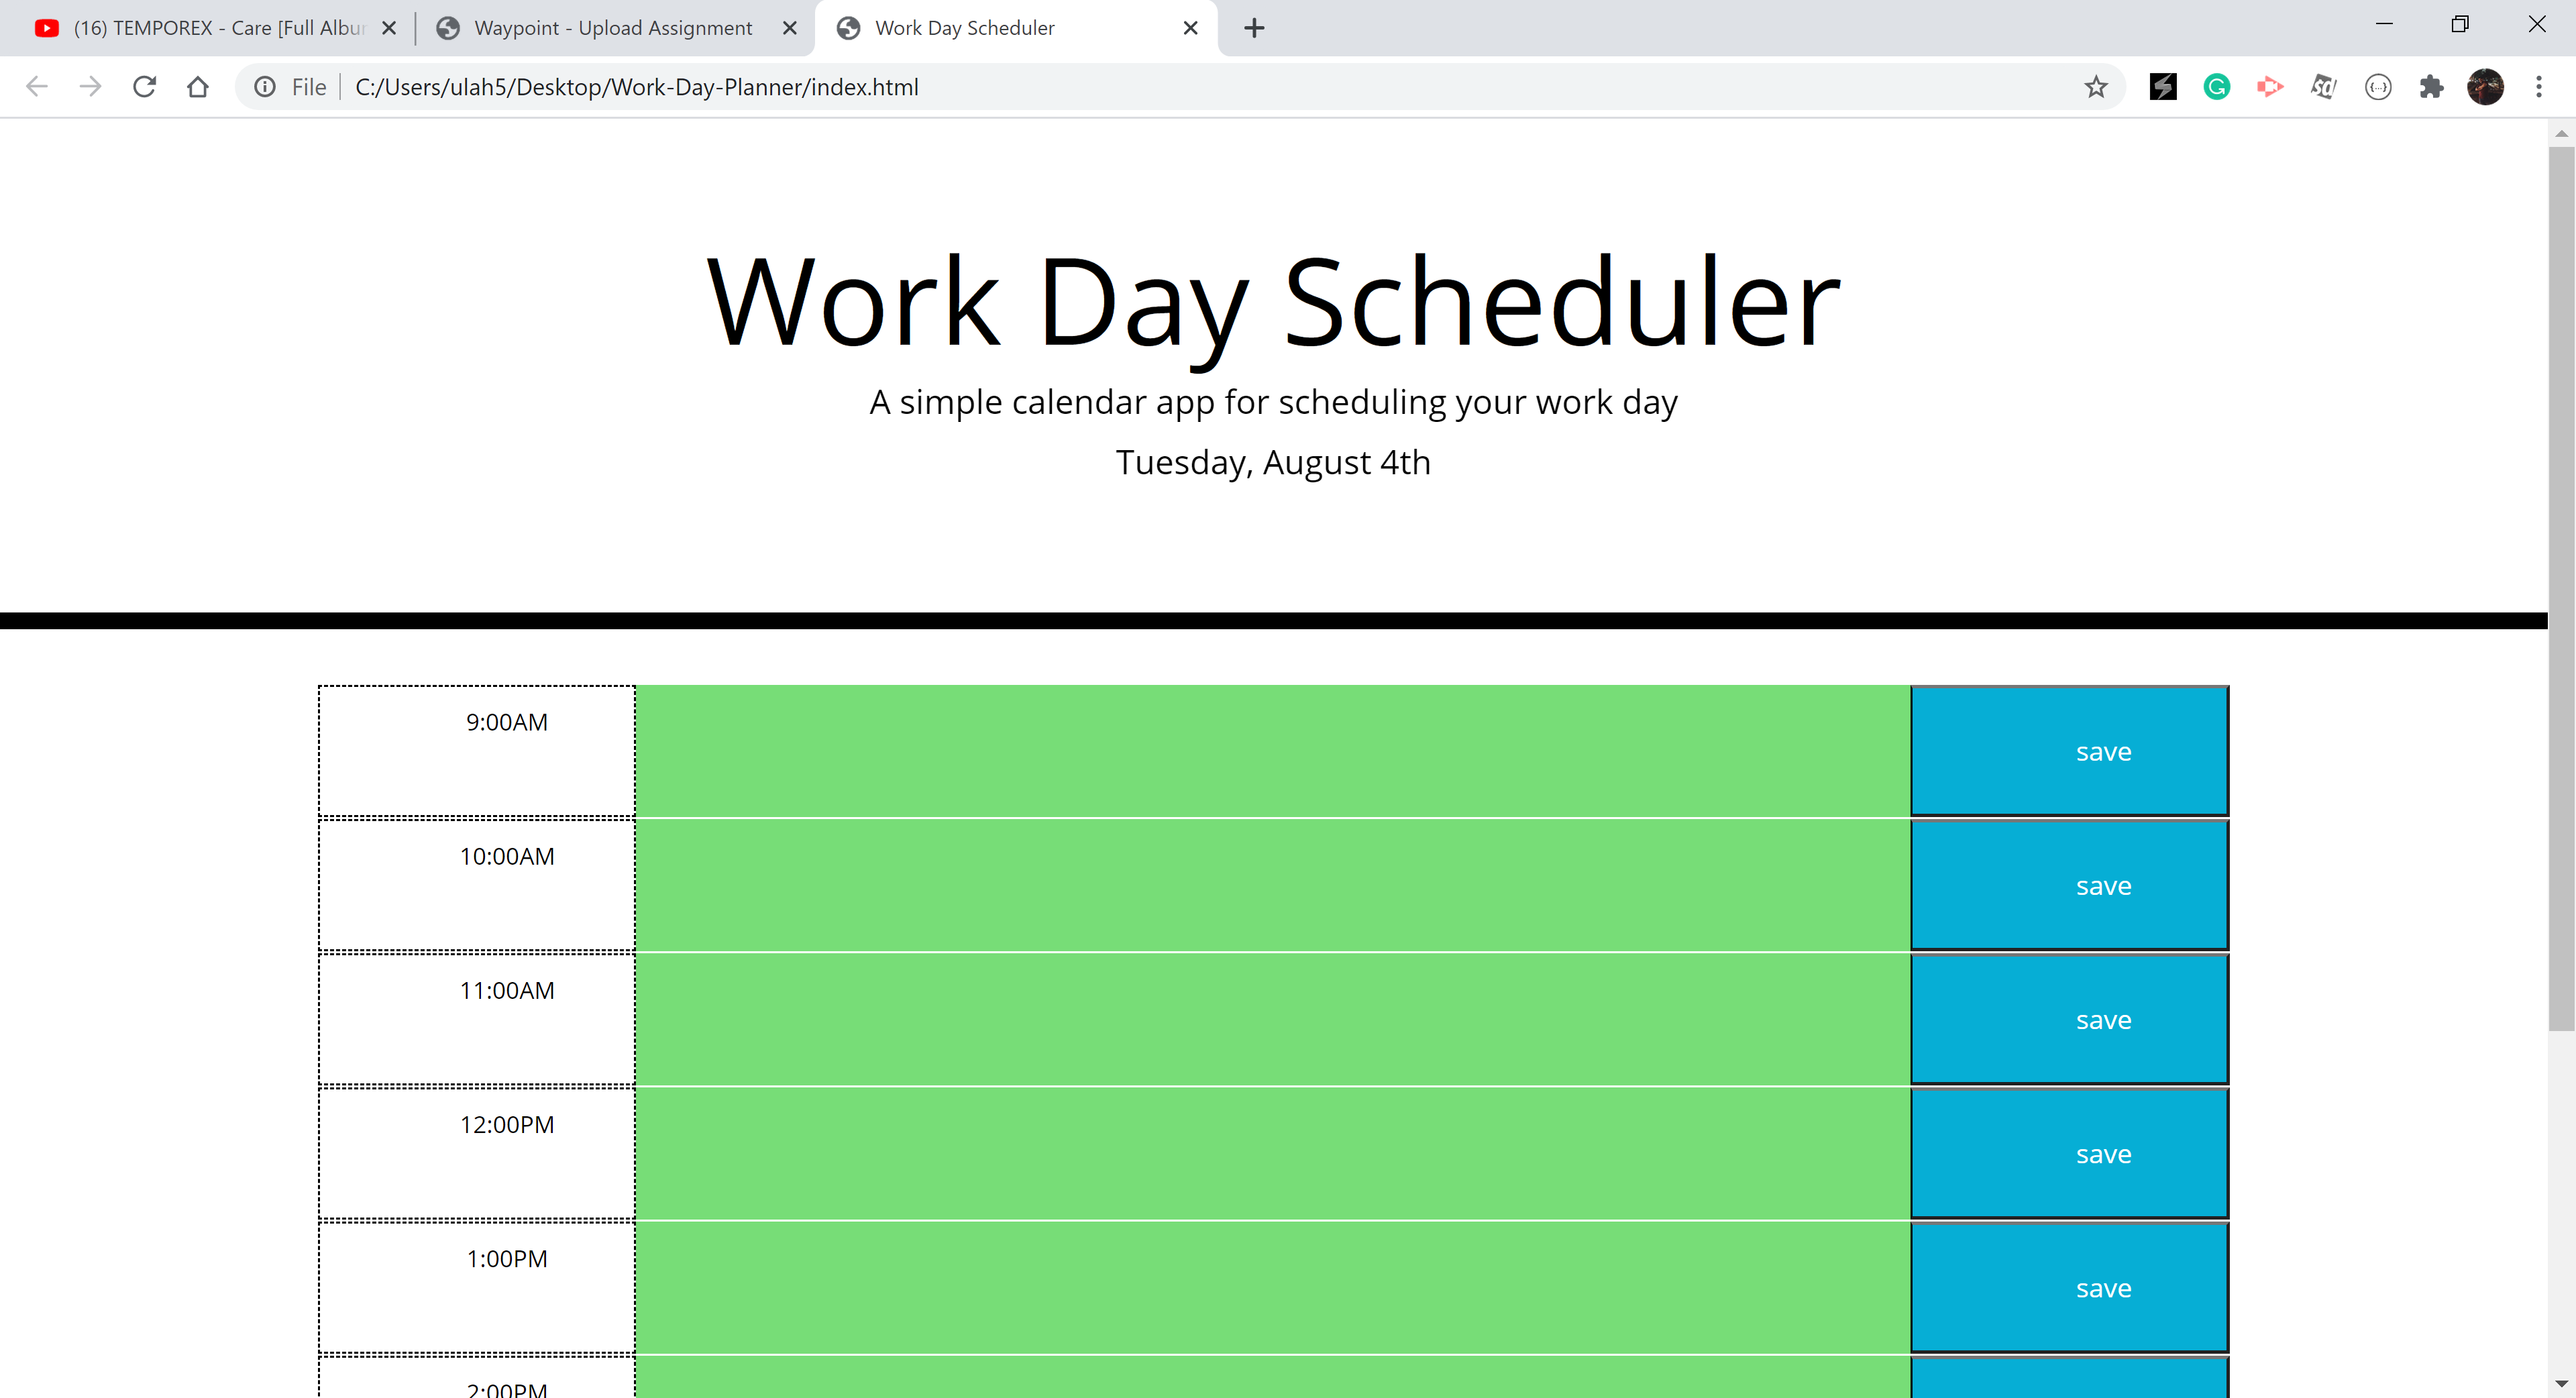 (16) TEMPOREX - Care [Full Albu
Waypoint - Upload Assignment
Work Day Scheduler
File
C:/Users/ulah5/Desktop/Work-Day-Planner/index.html
Work Day Scheduler
A simple calendar app for scheduling your work day
Tuesday, August 4th
9:00AM
save
10:00AM
save
11:00AM
save
12:00PM
save
1:00PM
save
2:00PM